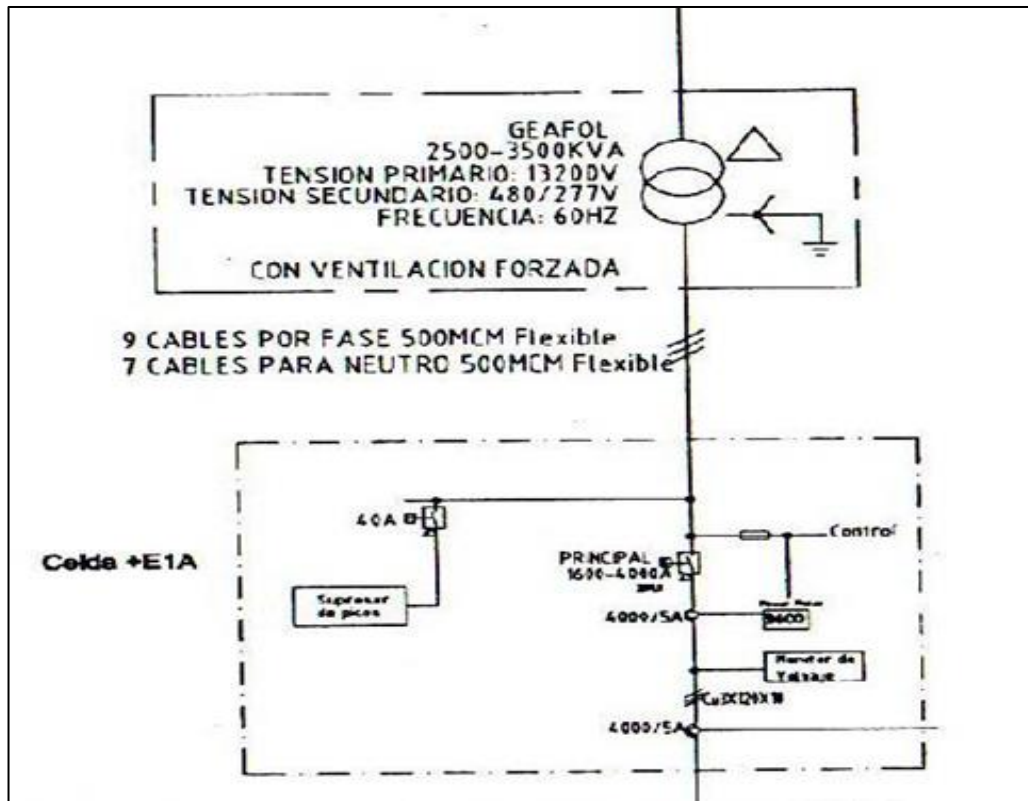 GEAFOL
2500-3500KVA
TENSION PRIMARIO: 13200V
TENSION SECUNDARIO: 480/277V
FRECUENCIA: 60HZ
CON VENTILACION FORZADA
9 CABLES POR FASE 500MCM Flexible
7 CABLES PARA NEUTRO 500MCM Flexible
Celda +E1A
40A
Supresor
de picos
Control
PRINCIPAL
1600-4000A
4000/5A
Power Meter
Monitor de
Voltaje
4000/5A